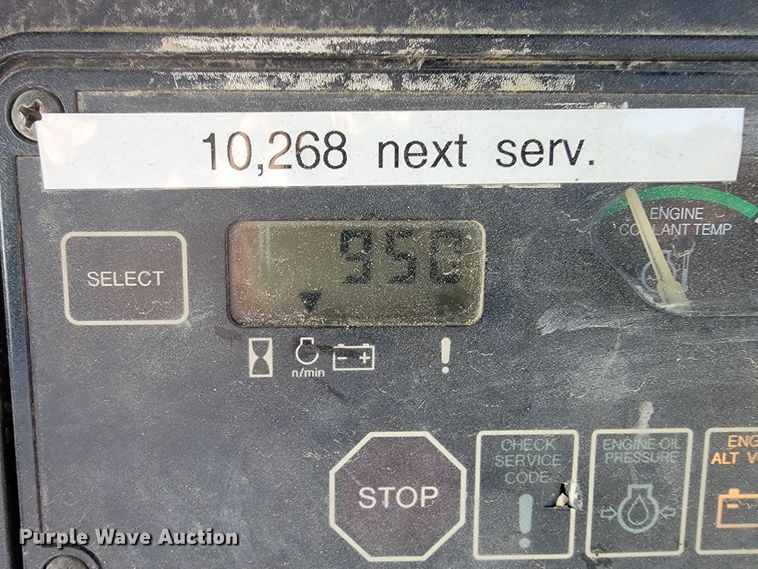 10,268 next serv.
SELECT
950
n/min
ENGINE
COOLANT TEMP
STOP
CHECK
SERVICE
CODE
ENGINE OIL
PRESSURE
ENG
ALT V
Purple Wave Auction